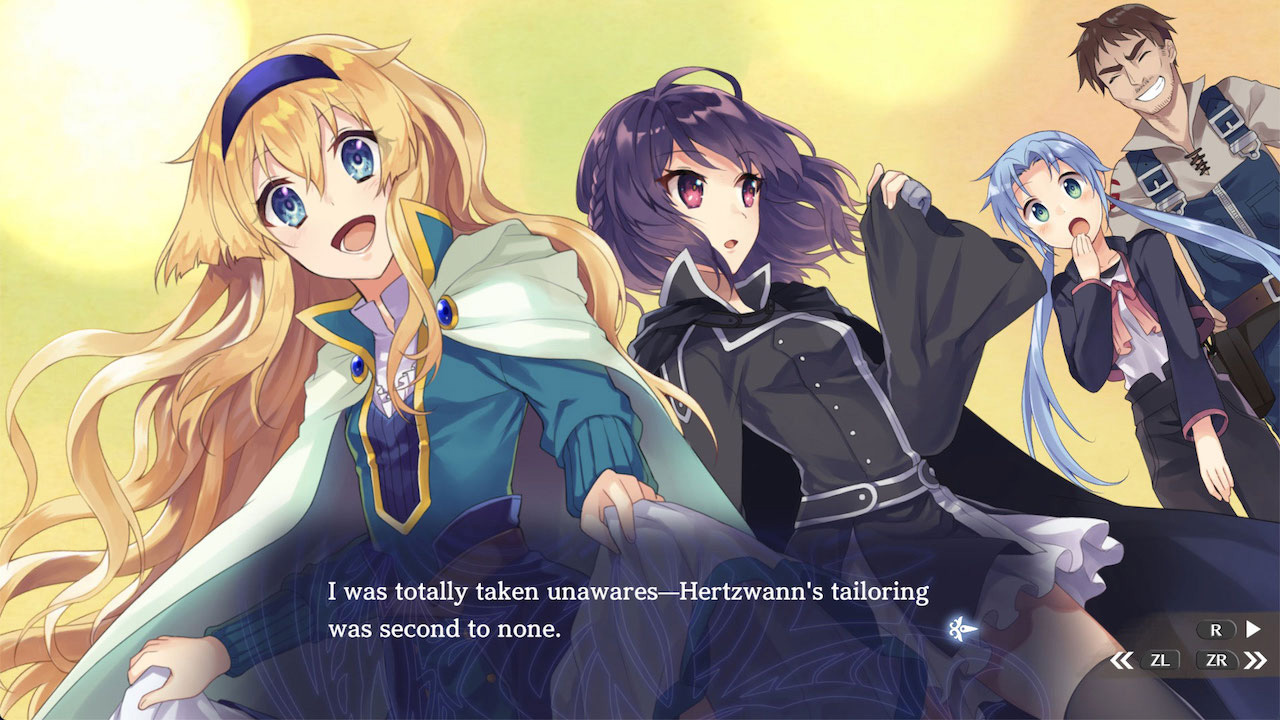 I was totally taken unawares—Hertzwann's tailoring
was second to none.
R
ZL ZR